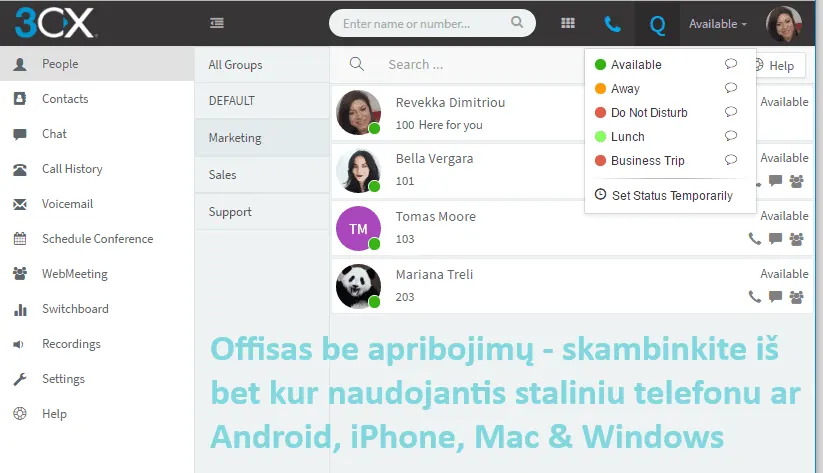 3CX
Enter name or number...
Q
Available
People
Contacts
Chat
Call History
Voicemail
Schedule Conference
WebMeeting
Switchboard
Recordings
Settings
Help
All Groups
DEFAULT
Marketing
Sales
Support
Search ...
Help
Available
Away
Do Not Disturb
Lunch
Business Trip
Set Status Temporarily
Revekka Dimitriou
Available
100 Here for you
Bella Vergara
Available
101
TM
Tomas Moore
Available
103
Mariana Treli
Available
203
Offisas be apribojimų - skambinkite iš
bet kur naudojantis staliniu telefonu ar
Android, iPhone, Mac & Windows